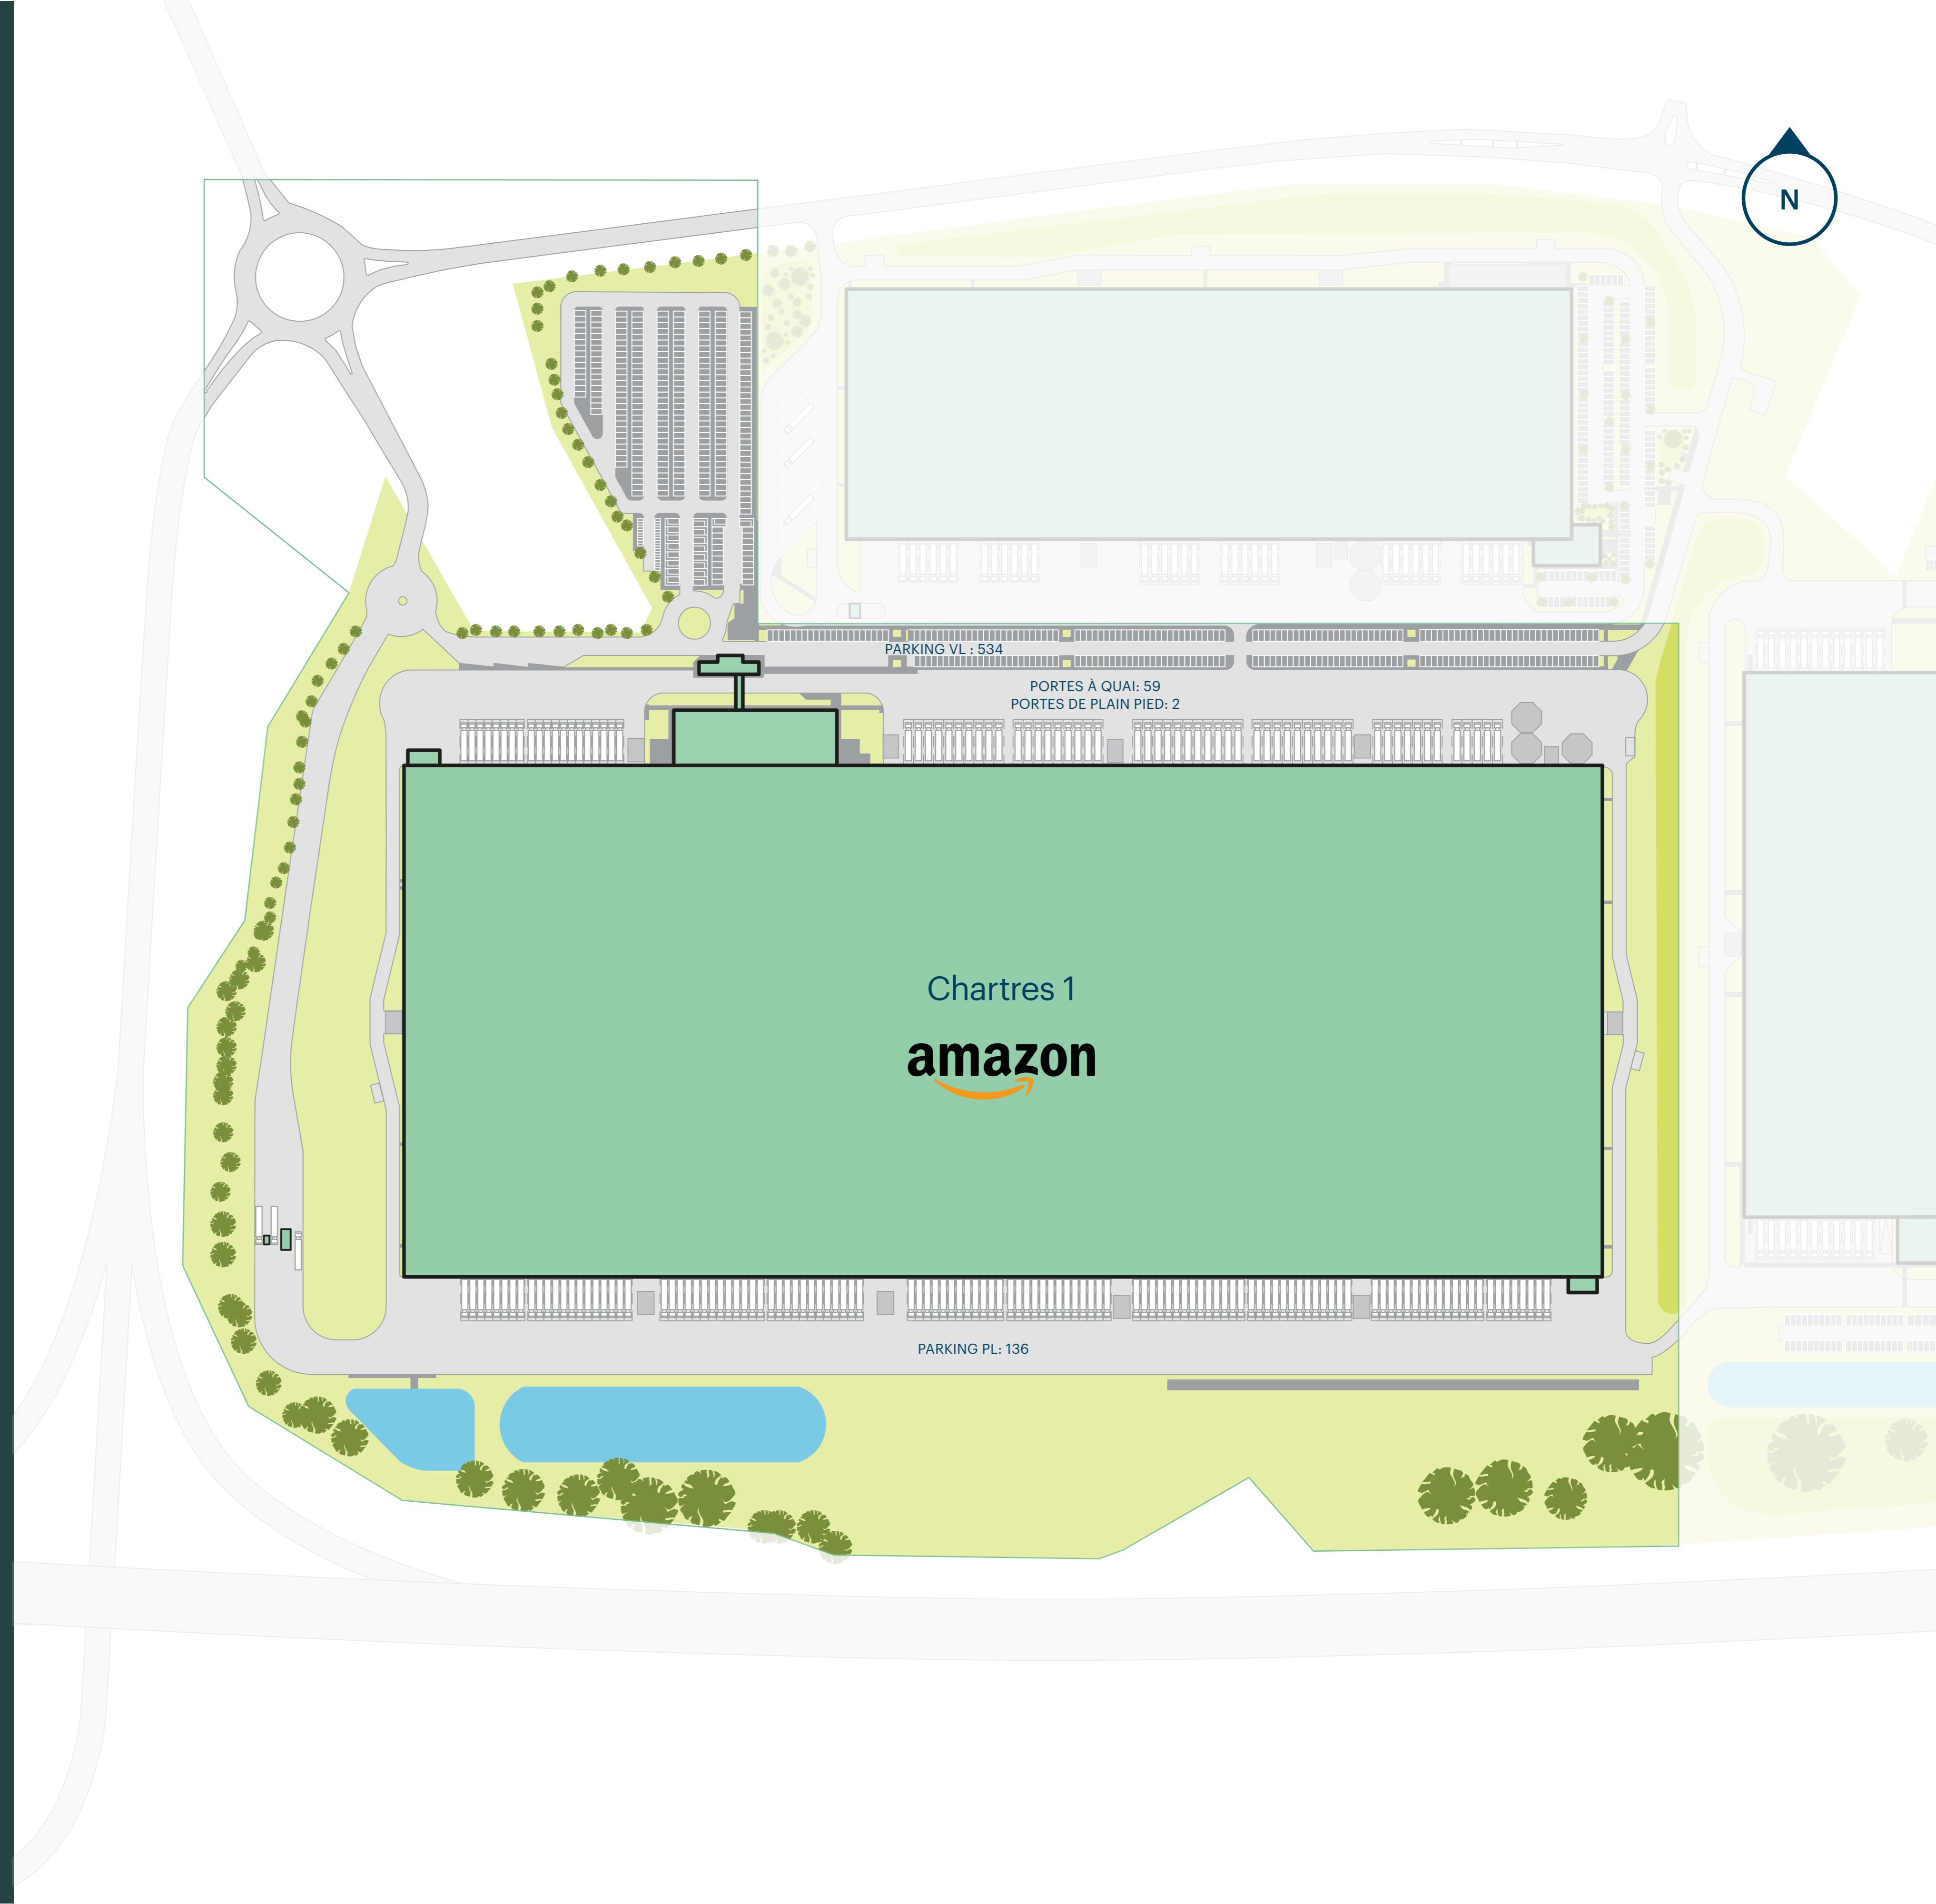 N
PARKING VL : 534
PORTES À QUAI: 59
PORTES DE PLAIN PIED: 2
Chartres 1
amazon
PARKING PL: 136